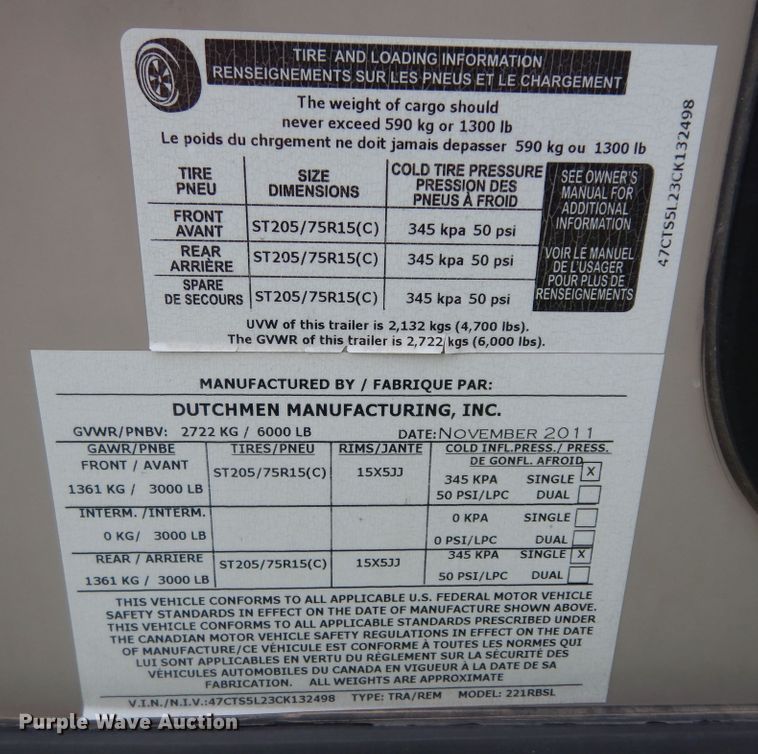 TIRE AND LOADING INFORMATION
RENSEIGNEMENTS SUR LES PNEUS ET LE CHARGEMENT
The weight of cargo should
never exceed 590 kg or 1300 lb
Le poids du chrgement ne doit jamais depasser 590 kg ou 1300 lb
TIRE
PNEU
SIZE
DIMENSIONS
COLD TIRE PRESSURE
PRESSION DES
PNEUS À FROID
SEE OWNER'S
MANUAL FOR
ADDITIONAL
INFORMATION
VOIR LE MANUEL
DE L'USAGER
POUR PLUS DE
RENSEIGNEMENTS
FRONT
AVANT
ST205/75R15(C)
345 kpa 50 psi
REAR
ARRIÈRE
ST205/75R15(C)
345 kpa 50 psi
SPARE
DE SECOURS
ST205/75R15(C)
345 kpa 50 psi
UVW of this trailer is 2,132 kgs (4,700 lbs).
The GVWR of this trailer is 2,722 kgs (6,000 lbs).
47CTS5L23CK132498
MANUFACTURED BY / FABRIQUE PAR:
DUTCHMEN MANUFACTURING, INC.
GVWR/PNBV: 2722 KG / 6000 LB DATE: NOVEMBER 2011
GAWR/PNBE TIRES/PNEU RIMS/JANTE COLD INFL.PRESS./ PRESS.
DE GONFL. AFROID
FRONT / AVANT
1361 KG / 3000 LB
ST205/75R15(C)
15X5JJ
345 KPA SINGLE X
50 PSI/LPC DUAL
INTERM. /INTERM.
0 KG/ 3000 LB
0 KPA SINGLE
0 PSI/LPC DUAL
REAR / ARRIERE
1361 KG / 3000 LB
ST205/75R15(C)
15X5JJ
345 KPA SINGLE X
50 PSI/LPC DUAL
THIS VEHICLE CONFORMS TO ALL APPLICABLE U.S. FEDERAL MOTOR VEHICLE
SAFETY STANDARDS IN EFFECT ON THE DATE OF MANUFACTURE SHOWN ABOVE.
THIS VEHICLE CONFORMS TO ALL APPLICABLE STANDARDS PRESCRIBED UNDER
THE CANADIAN MOTOR VEHICLE SAFETY REGULATIONS IN EFFECT ON THE DATE
OF MANUFACTURE/CE VÉHICULE EST CONFORME À TOUTES LES NORMES QUI
LUI SONT APPLICABLES EN VERTU DU RÉGLEMENT SUR LA SÉCURITÉ DES
VÉHICULES AUTOMOBILES DU CANADA EN VIGUEUR À LA DATE DE SA
FABRICATION. ALL WEIGHTS ARE APPROXIMATE
V.I.N./N.I.V.:47CTS5L23CK132498 TYPE: TRA/REM MODEL: 221RBSL
Purple Wave Auction